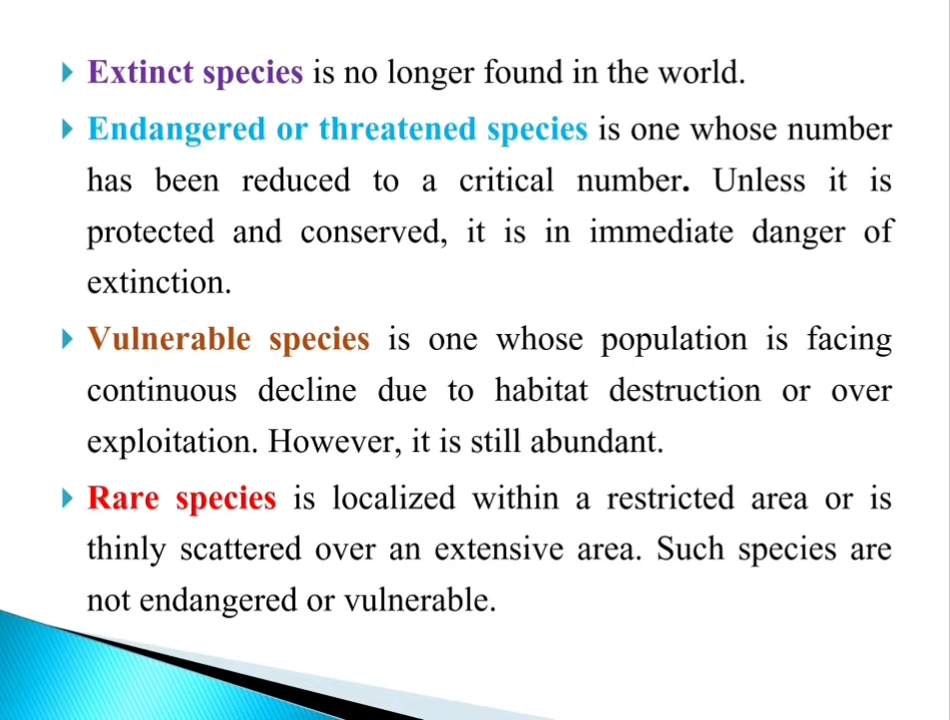 Extinct species is no longer found in the world.
Endangered or threatened species is one whose number
has been reduced to a critical number. Unless it is
protected and conserved, it is in immediate danger of
extinction.
Vulnerable species is one whose population is facing
continuous decline due to habitat destruction or over
exploitation. However, it is still abundant.
Rare species is localized within a restricted area or is
thinly scattered over an extensive area. Such species are
not endangered or vulnerable.